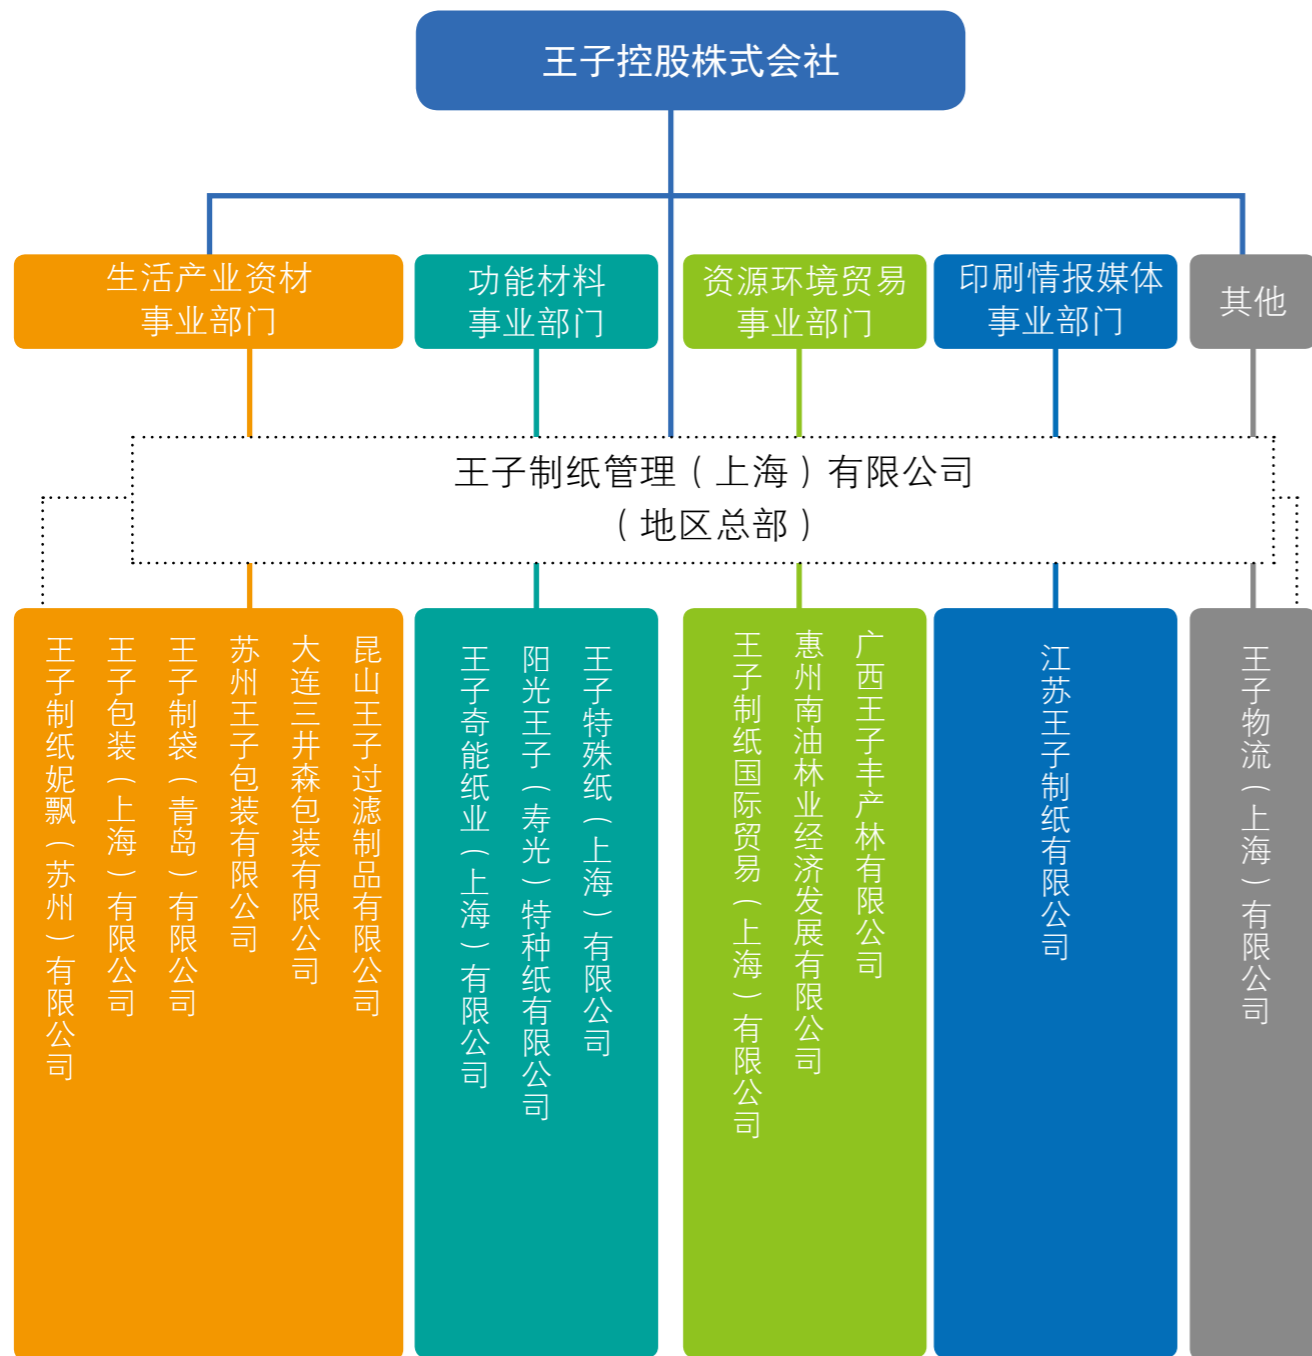 王子控股株式会社
生活产业资材
事业部门
功能材料
事业部门
资源环境贸易
事业部门
印刷情报媒体
事业部门
其他
王子制纸管理（上海）有限公司
（地区总部）
王子制纸妮飘（苏州）有限公司
王子包装（上海）有限公司
王子制袋（青岛）有限公司
苏州王子包装有限公司
大连三井森包装有限公司
昆山王子过滤制品有限公司
王子奇能纸业（上海）有限公司
阳光王子（寿光）特种纸有限公司
王子特殊纸（上海）有限公司
王子制纸国际贸易（上海）有限公司
惠州南油林业经济发展有限公司
广西王子丰产林有限公司
江苏王子制纸有限公司
王子物流（上海）有限公司